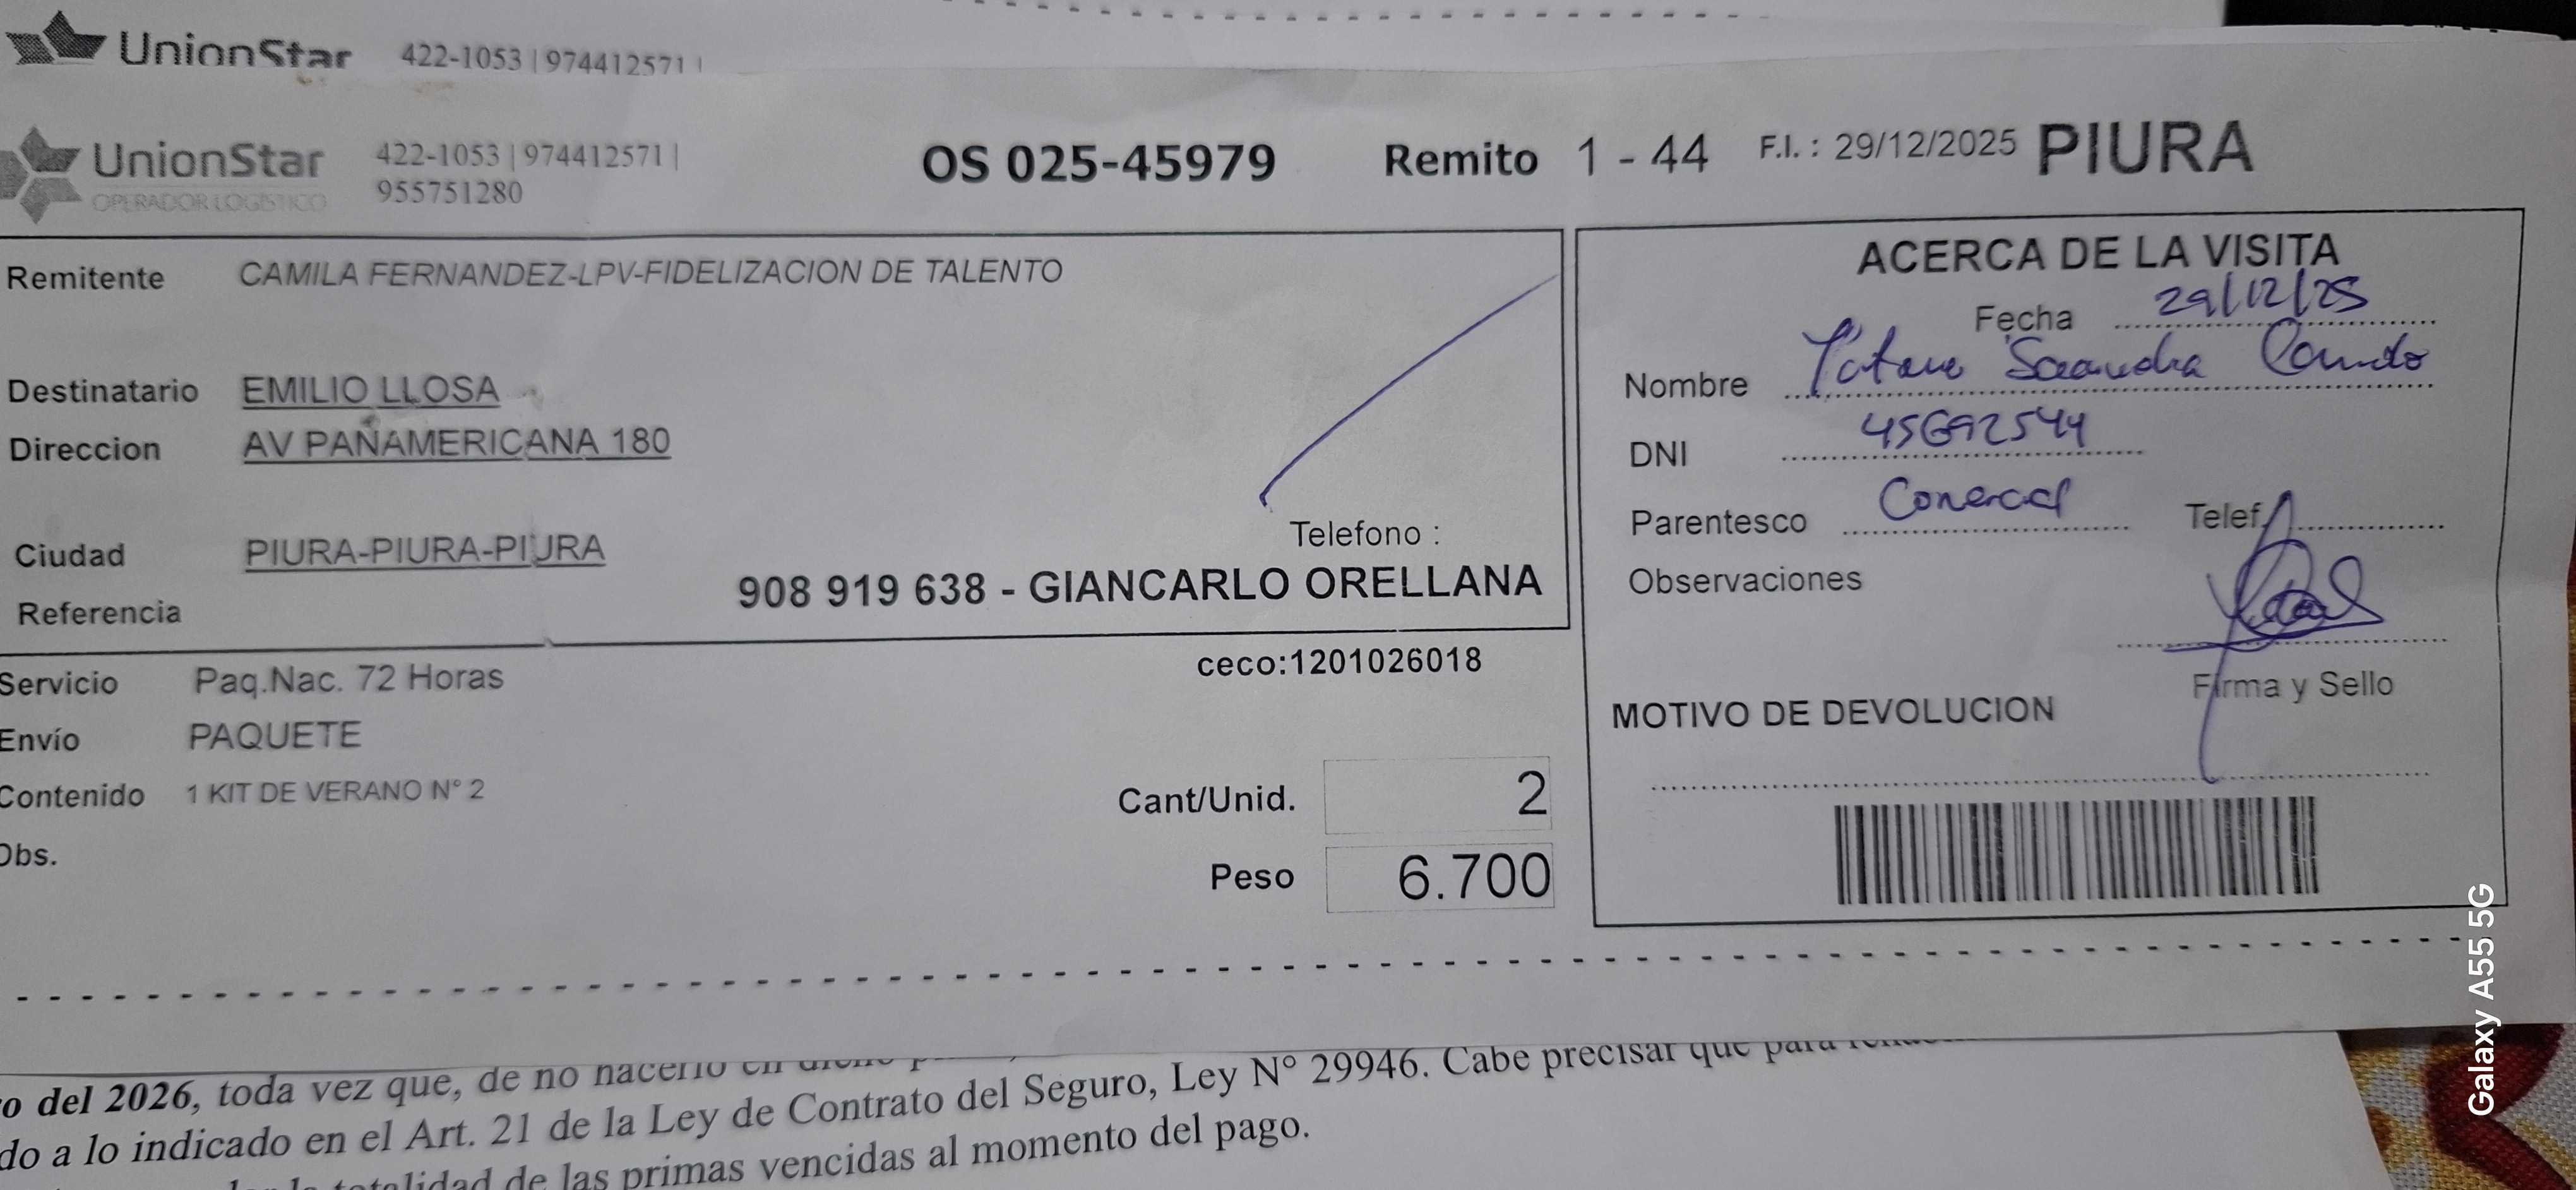 UnionStar 422-1053 | 974412571 |
UnionStar 422-1053 | 974412571 |
OPERADOR LOGISTICO 955751280
OS 025-45979 Remito 1 - 44 F.I. : 29/12/2025 PIURA
Remitente CAMILA FERNANDEZ-LPV-FIDELIZACION DE TALENTO
Destinatario EMILIO LLOSA
Direccion AV PANAMERICANA 180
Ciudad PIURA-PIURA-PIURA
Referencia
Telefono :
908 919 638 - GIANCARLO ORELLANA
ceco:1201026018
Servicio Paq.Nac. 72 Horas
Envío PAQUETE
Contenido 1 KIT DE VERANO N° 2
Obs.
Cant/Unid. 2
Peso 6.700
ACERCA DE LA VISITA
Fecha 29/12/25
Nombre
DNI 45692544
Parentesco Telef.
Observaciones
Firma y Sello
MOTIVO DE DEVOLUCION
o del 2026, toda vez que, de no hacerlo en dicho
do a lo indicado en el Art. 21 de la Ley de Contrato del Seguro, Ley N° 29946. Cabe precisar que para
totalidad de las primas vencidas al momento del pago.
Galaxy A55 5G